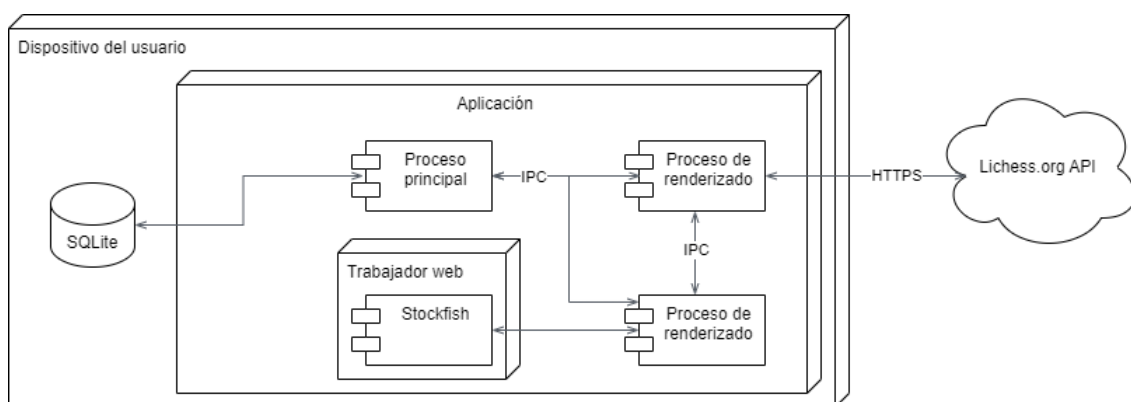 Dispositivo del usuario
Aplicación
Proceso
principal
IPC
Proceso de
renderizado
HTTPS
Lichess.org API
SQLite
IPC
Trabajador web
Stockfish
Proceso de
renderizado